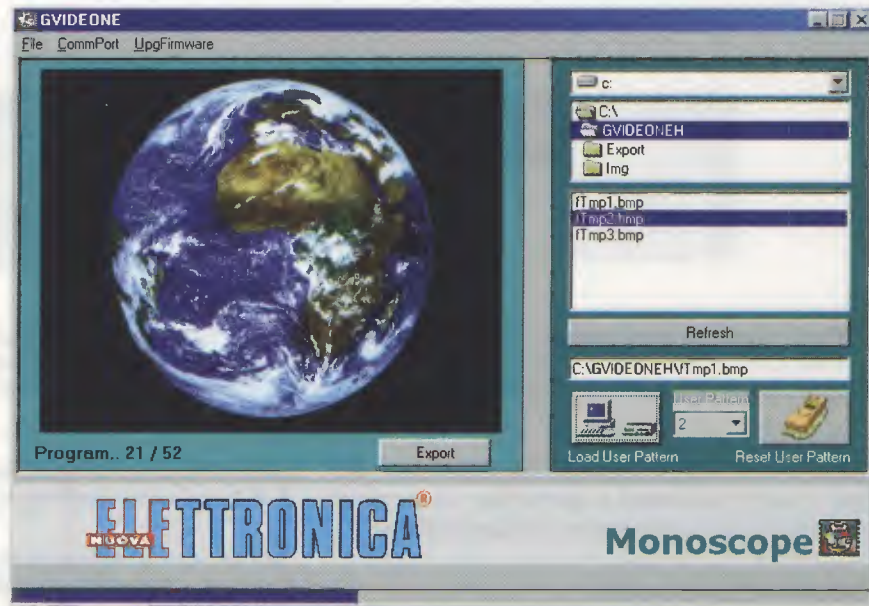 GVIDEONE
File CommPort UpgFirmware
c:
C:\
GVIDEONEH
Export
Img
fTmp1.bmp
fTmp2.bmp
fTmp3.bmp
Refresh
C:\GVIDEONEH\fTmp1.bmp
User Pattern
2
Load User Pattern
Reset User Pattern
Program.. 21 / 52
Export
NUOVA ELETTRONICA®
Monoscope